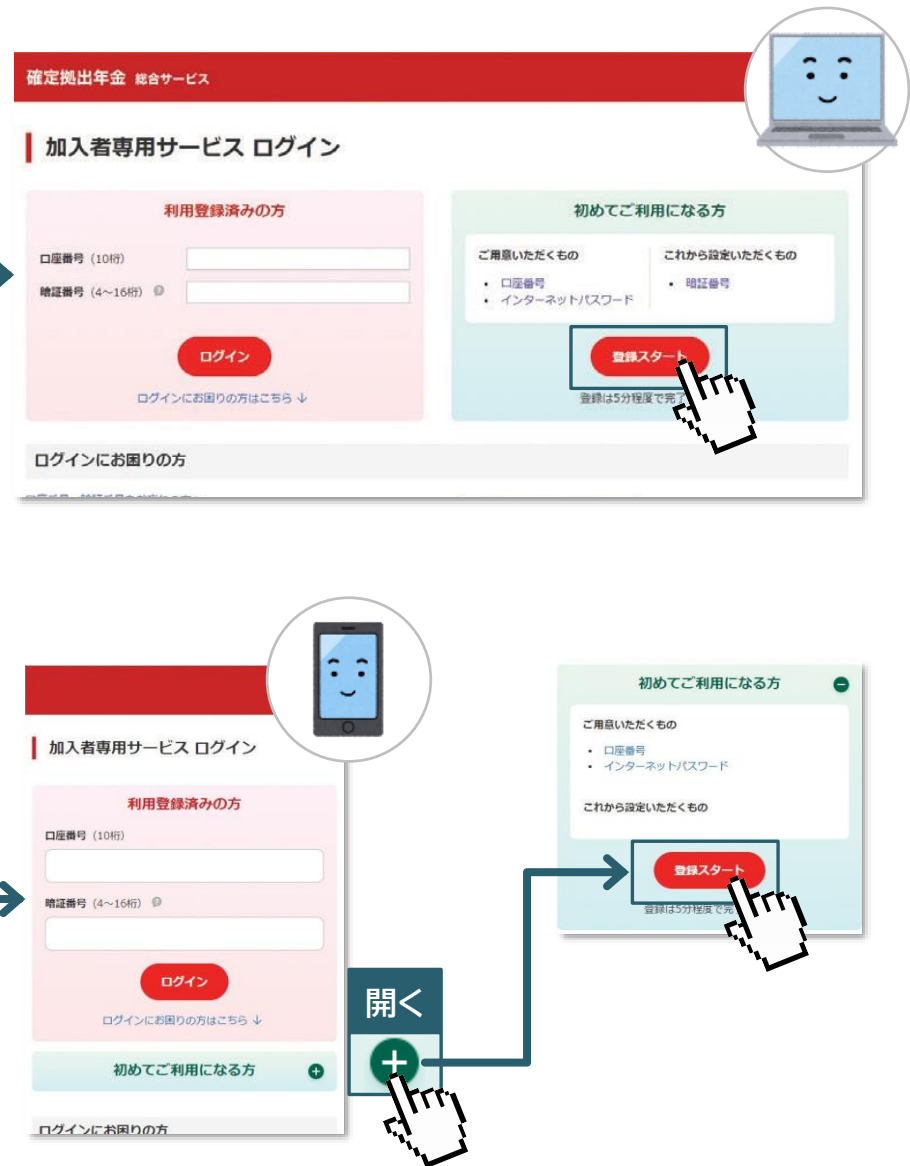 確定拠出年金 総合サービス
加入者専用サービス ログイン
利用登録済みの方
口座番号（10桁）
暗証番号（4～16桁）
ログイン
ログインにお困りの方はこちら ↓
初めてご利用になる方
ご用意いただくもの
・ 口座番号
・ インターネットパスワード
これから設定いただくもの
・ 暗証番号
登録スタート
登録は5分程度で完了
ログインにお困りの方
加入者専用サービス ログイン
利用登録済みの方
口座番号（10桁）
暗証番号（4～16桁）
ログイン
ログインにお困りの方はこちら ↓
初めてご利用になる方
ログインにお困りの方
開く
初めてご利用になる方
ご用意いただくもの
・ 口座番号
・ インターネットパスワード
これから設定いただくもの
登録スタート
登録は5分程度で完